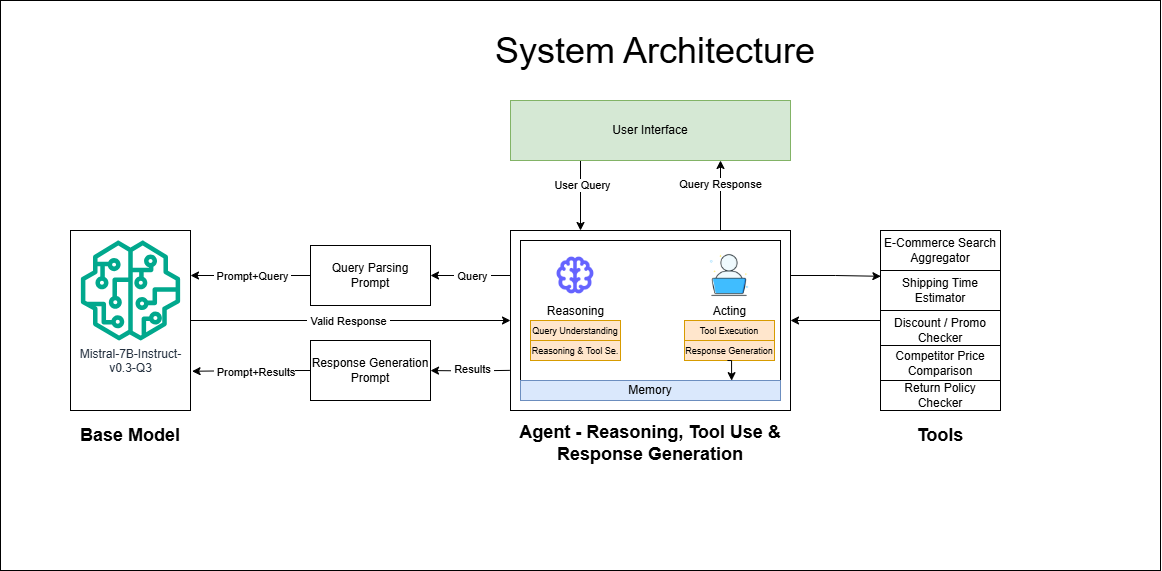 System Architecture
User Interface
User Query
Query Response
Mistral-7B-Instruct-
v0.3-Q3
Base Model
Prompt+Query
Query Parsing
Prompt
Query
Valid Response
Prompt+Results
Response Generation
Prompt
Results
Reasoning
Query Understanding
Reasoning & Tool Se.
Acting
Tool Execution
Response Generation
Memory
Agent - Reasoning, Tool Use &
Response Generation
E-Commerce Search
Aggregator
Shipping Time
Estimator
Discount / Promo
Checker
Competitor Price
Comparison
Return Policy
Checker
Tools